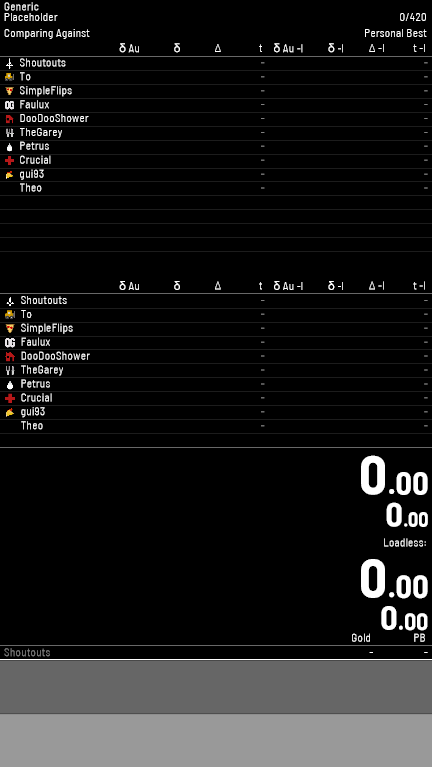 Generic
Placeholder 0/420
Comparing Against Personal Best
δ Au δ Δ t δ Au -l δ -l Δ -l t -l
Shoutouts - -
To - -
SimpleFlips - -
Faulux - -
DooDooShower - -
TheGarey - -
Petrus - -
Crucial - -
gui93 - -
Theo - -
δ Au δ Δ t δ Au -l δ -l Δ -l t -l
Shoutouts - -
To - -
SimpleFlips - -
OG Faulux - -
DooDooShower - -
TheGarey - -
Petrus - -
Crucial - -
gui93 - -
Theo - -
0.00
0.00
Loadless:
0.00
0.00
Gold PB
Shoutouts - -